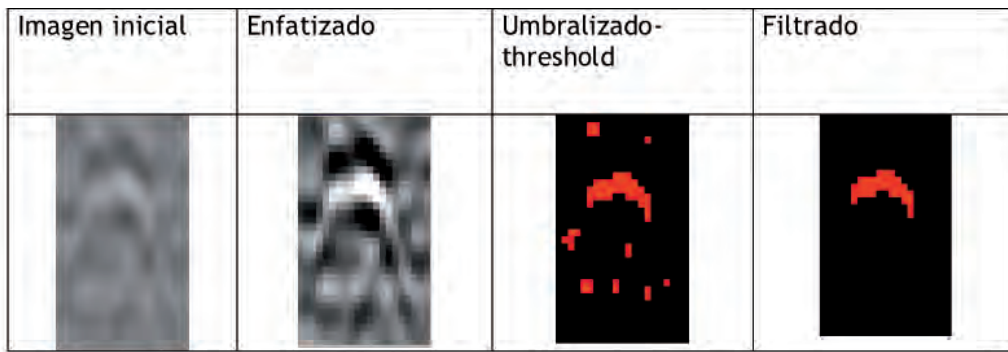 Imagen inicial
Enfatizado
Umbralizado-
threshold
Filtrado